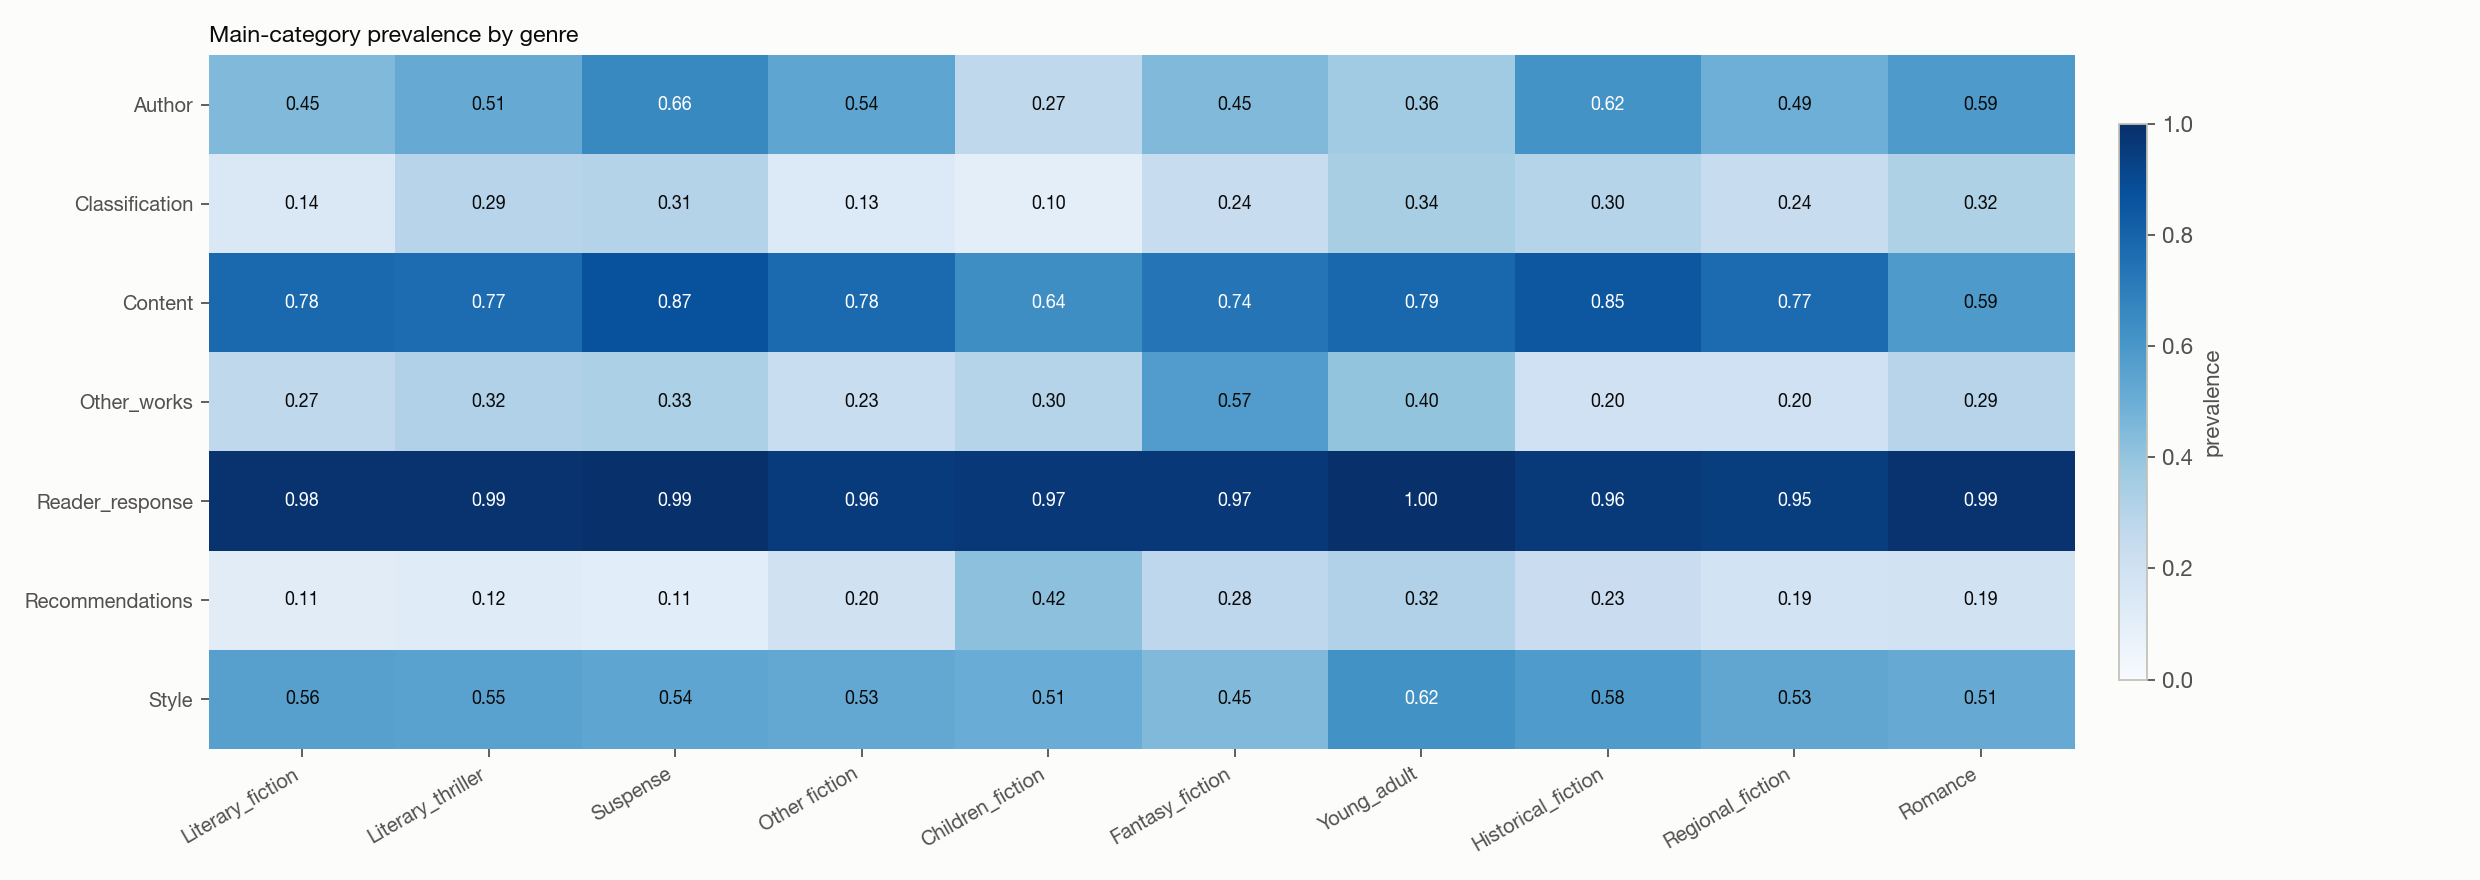 Main-category prevalence by genre
Author 0.45 0.51 0.66 0.54 0.27 0.45 0.36 0.62 0.49 0.59
Classification 0.14 0.29 0.31 0.13 0.10 0.24 0.34 0.30 0.24 0.32
Content 0.78 0.77 0.87 0.78 0.64 0.74 0.79 0.85 0.77 0.59
Other_works 0.27 0.32 0.33 0.23 0.30 0.57 0.40 0.20 0.20 0.29
Reader_response 0.98 0.99 0.99 0.96 0.97 0.97 1.00 0.96 0.95 0.99
Recommendations 0.11 0.12 0.11 0.20 0.42 0.28 0.32 0.23 0.19 0.19
Style 0.56 0.55 0.54 0.53 0.51 0.45 0.62 0.58 0.53 0.51
Literary_fiction Literary_thriller Suspense Other fiction Children_fiction Fantasy_fiction Young_adult Historical_fiction Regional_fiction Romance
1.0
0.8
0.6
0.4
0.2
0.0
prevalence